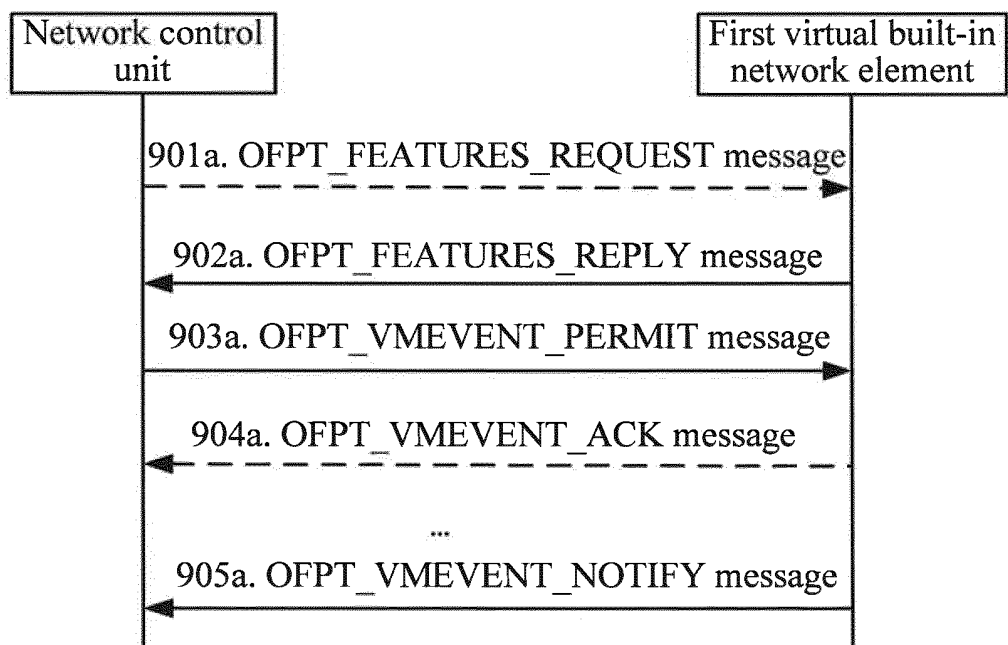 Network control
unit
First virtual built-in
network element
901a. OFPT_FEATURES_REQUEST message
902a. OFPT_FEATURES_REPLY message
903a. OFPT_VMEVENT_PERMIT message
904a. OFPT_VMEVENT_ACK message
...
905a. OFPT_VMEVENT_NOTIFY message